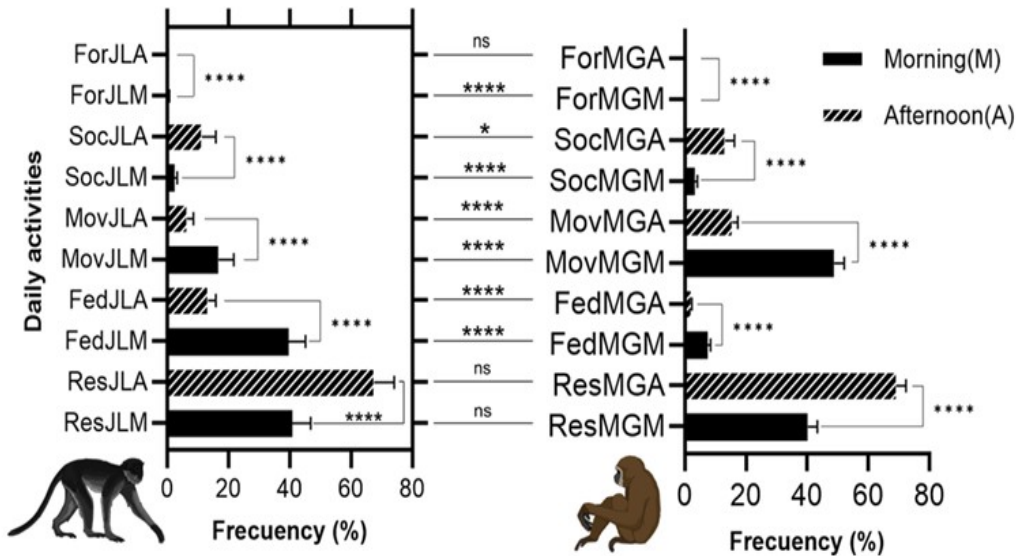 Daily activities
ForJLA
ForJLM
SocJLA
SocJLM
MovJLA
MovJLM
FedJLA
FedJLM
ResJLA
ResJLM
****
****
****
****
****
0 20 40 60 80
Frecuency (%)
ns
****
*
****
****
****
****
****
ns
ns
ForMGA
ForMGM
SocMGA
SocMGM
MovMGA
MovMGM
FedMGA
FedMGM
ResMGA
ResMGM
****
****
****
****
****
0 20 40 60 80
Frecuency (%)
Morning(M)
Afternoon(A)